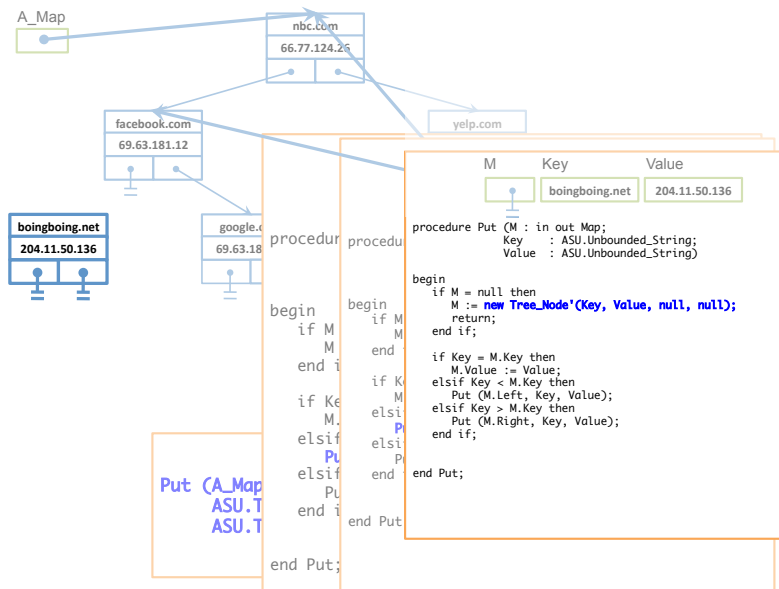 A_Map
nbc.com
66.77.124.26
facebook.com
69.63.181.12
yelp.com
boingboing.net
204.11.50.136
google.c
69.63.18
Put (A_Map
ASU.T
ASU.T
procedur
begin
if M
M
end i
if Ke
M.
elsif
Pu
elsif
Pu
end i
end Put;
procedu
begin
if M
M
end
if K
M
elsi
P
elsi
P
end
end Put
M Key Value
boingboing.net 204.11.50.136
procedure Put (M : in out Map;
Key : ASU.Unbounded_String;
Value : ASU.Unbounded_String)
begin
if M = null then
M := new Tree_Node'(Key, Value, null, null);
return;
end if;
if Key = M.Key then
M.Value := Value;
elsif Key < M.Key then
Put (M.Left, Key, Value);
elsif Key > M.Key then
Put (M.Right, Key, Value);
end if;
end Put;